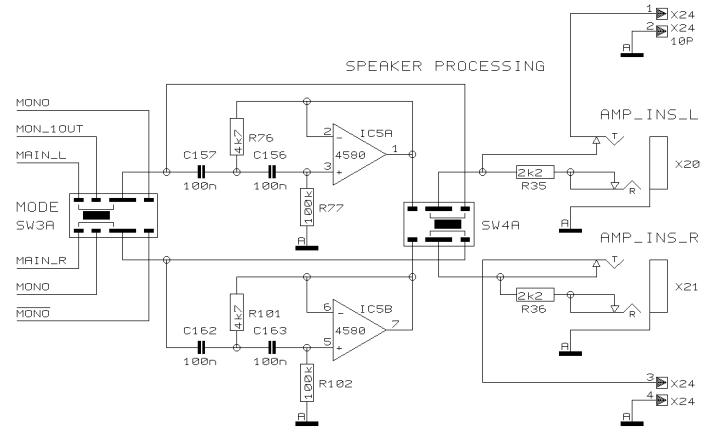 1 X24
2 X24
A 10P
SPEAKER PROCESSING
MONO
AMP_INS_L
MON_1OUT
R76
2 - IC5A
T
4k7
MAIN_L
C157 C156
4580 1
3 +
X20
100n 100n
2k2
R35
R
100k
R77
MODE
SW3A
SW4A
A
A
AMP_INS_R
MAIN_R
T
MONO
2k2
X21
R101
6 - IC5B
R36
R
MONO
4k7
C162 C163
4580 7
5 +
100n 100n
A
100k
R102
3 X24
4 X24
A
A